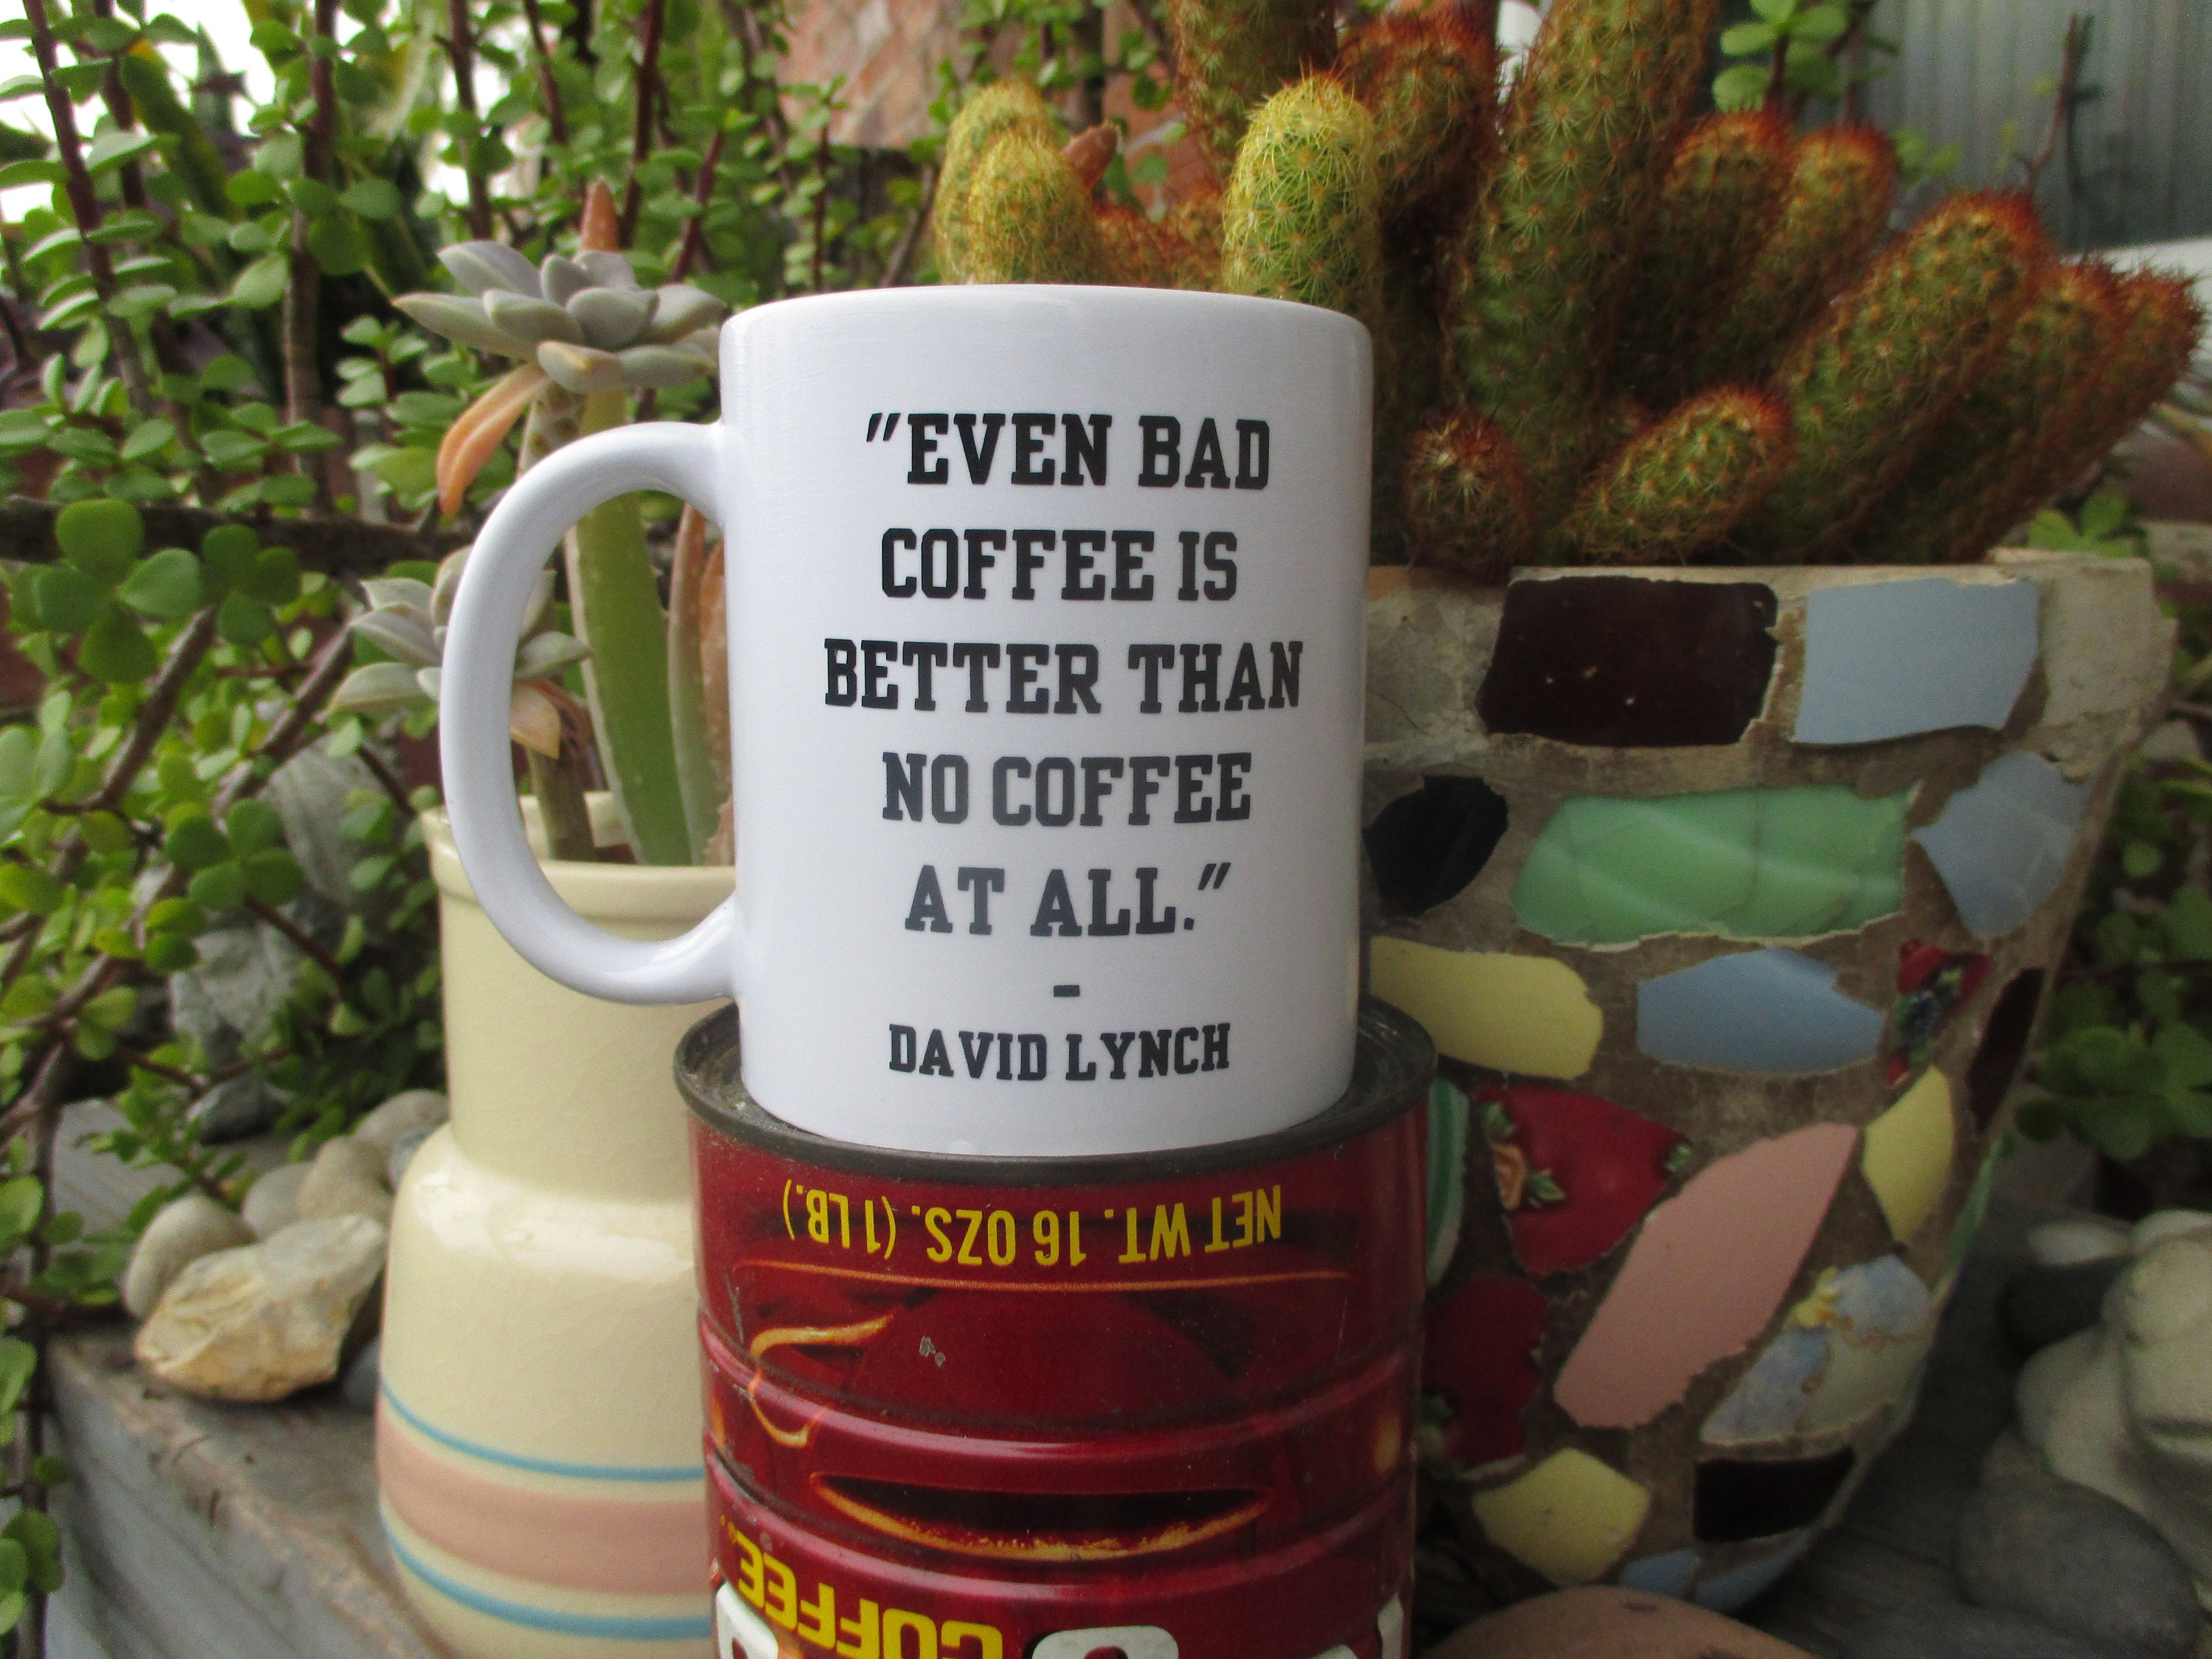 "EVEN BAD
COFFEE IS
BETTER THAN
NO COFFEE
AT ALL."
-
DAVID LYNCH
NET WT. 16 OZS. (1 LB.)
COFFEE